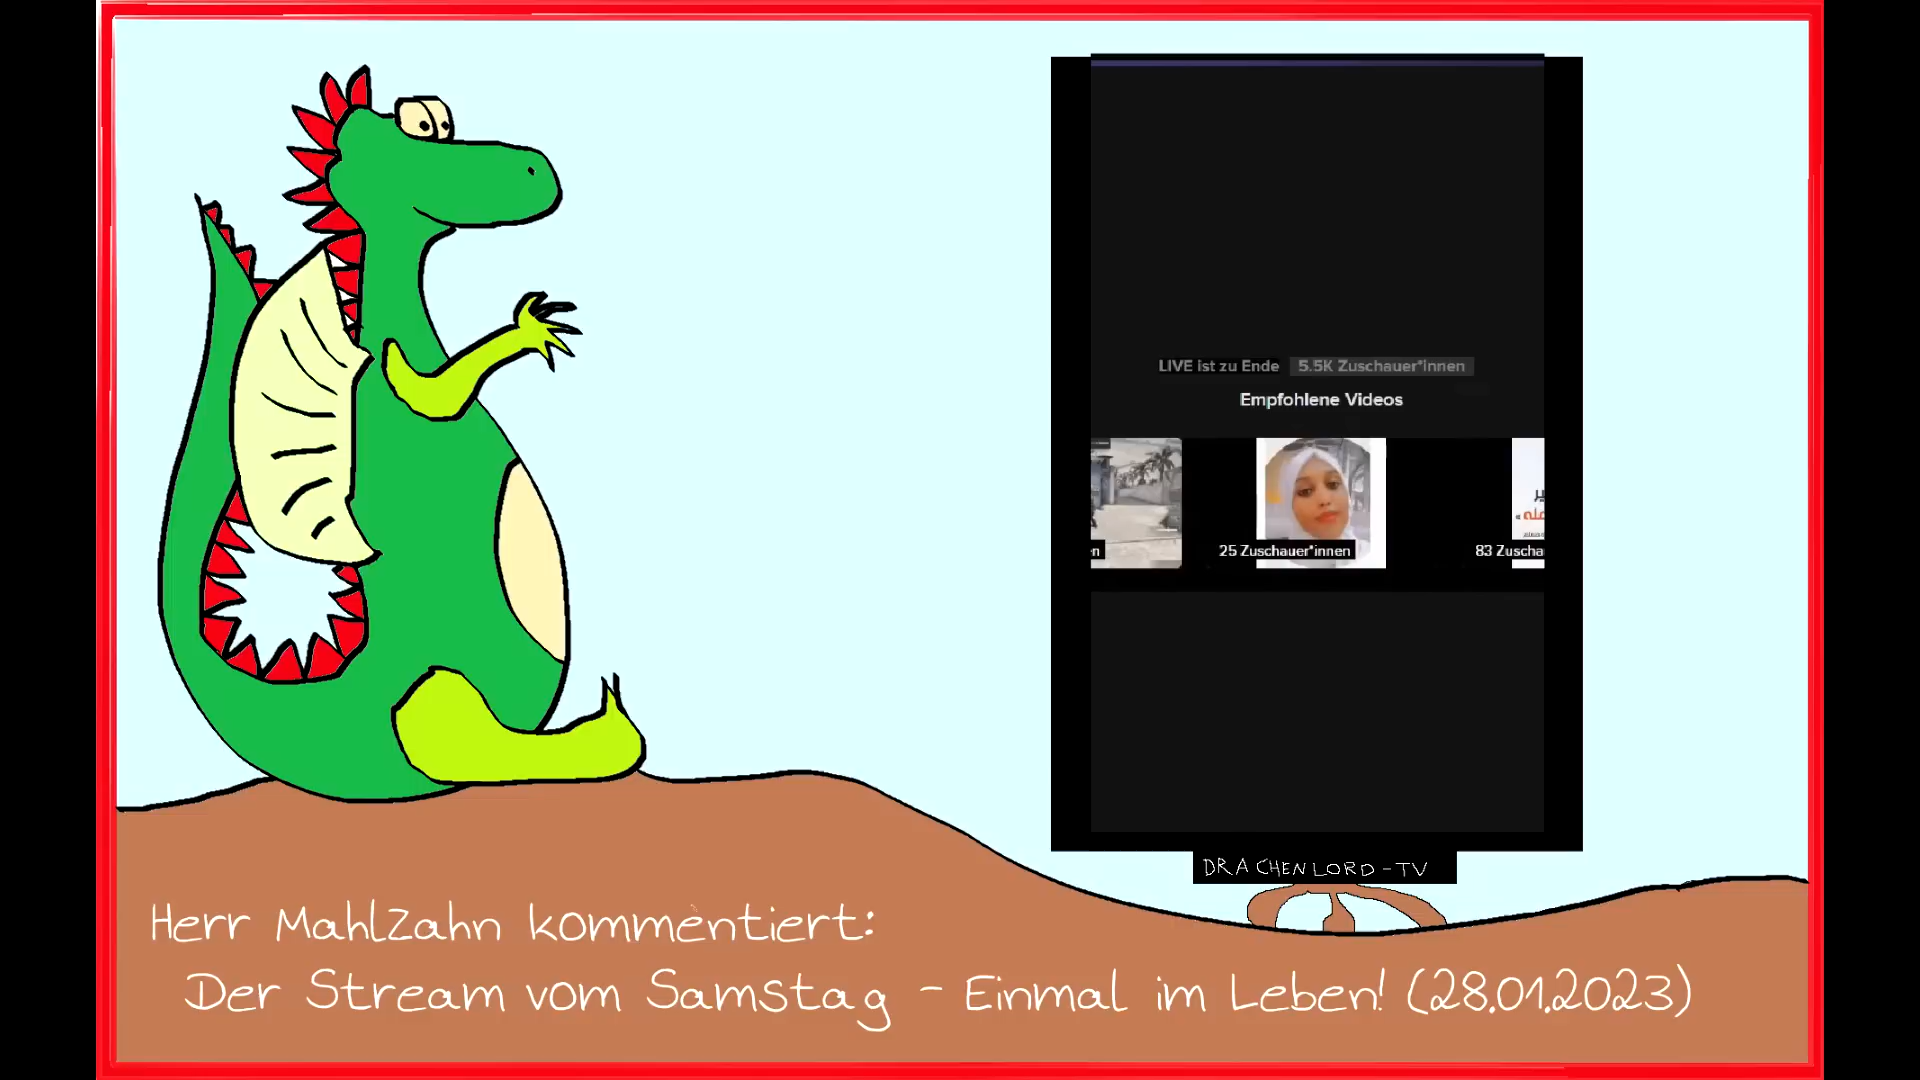 LIVE ist zu Ende 5.5K Zuschauer*innen
Empfohlene Videos
25 Zuschauer*innen
83
DRACHENLORD-TV
Herr Mahlzahn kommentiert:
Der Stream vom Samstag - Einmal im Leben! (28.01.2023)